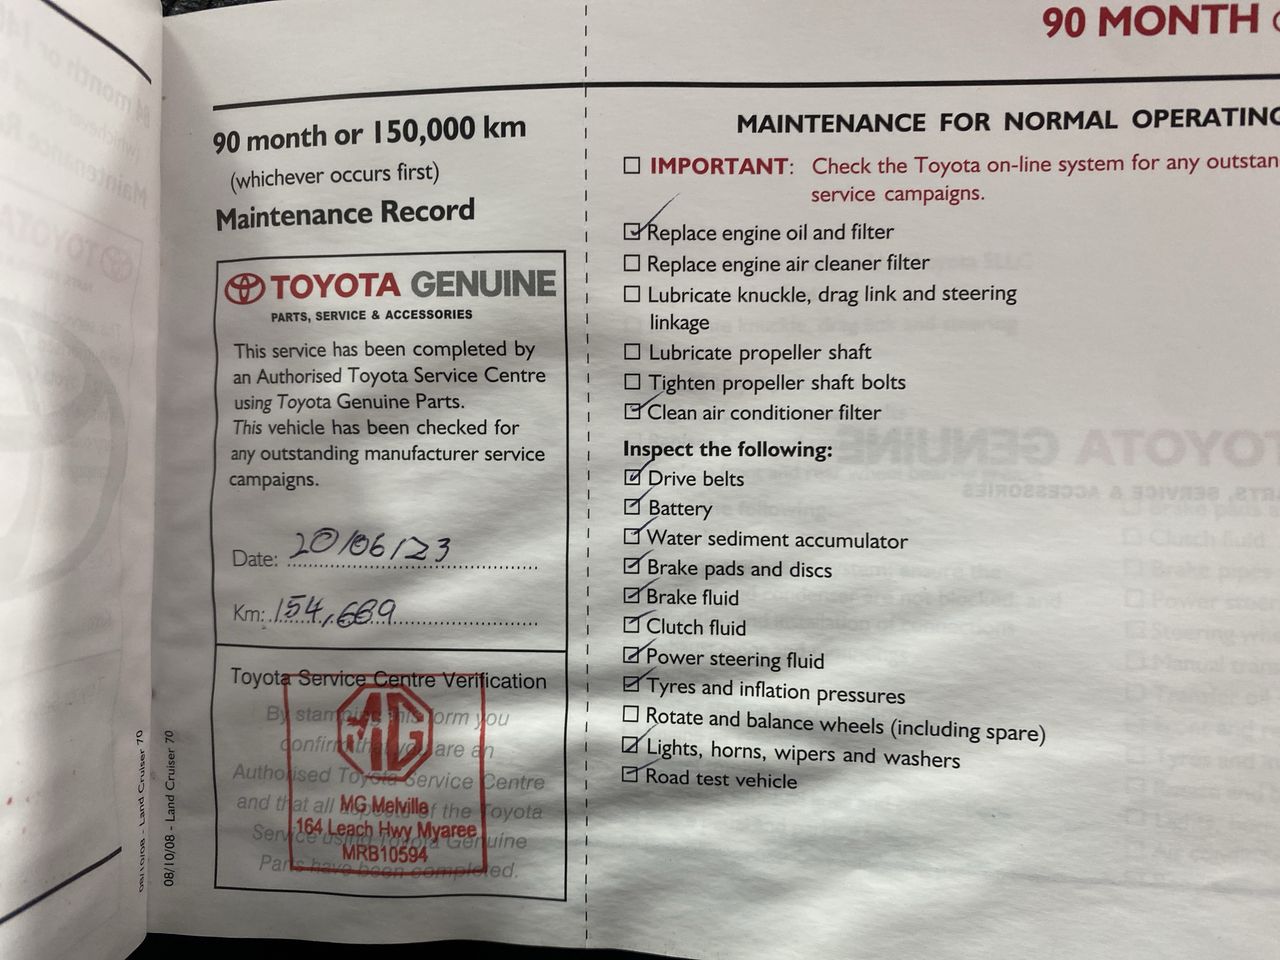 90 MONTH
90 month or 150,000 km
(whichever occurs first)
Maintenance Record
TOYOTA GENUINE
PARTS, SERVICE & ACCESSORIES
This service has been completed by
an Authorised Toyota Service Centre
using Toyota Genuine Parts.
This vehicle has been checked for
any outstanding manufacturer service
campaigns.
Date: 20/06/23
Km: 154,689
Toyota Service Centre Verification
By stamping this form you
confirm that you are an
Authorised Toyota Service Centre
and that all aspects of the Toyota
Service using Toyota Genuine
Parts have been completed.
MG
MG Melville
164 Leach Hwy Myaree
MRB10594
08/10/08 - Land Cruiser 70
08/10/08 - Land Cruiser 70
MAINTENANCE FOR NORMAL OPERATING
IMPORTANT: Check the Toyota on-line system for any outstan
service campaigns.
Replace engine oil and filter
Replace engine air cleaner filter
Lubricate knuckle, drag link and steering
linkage
Lubricate propeller shaft
Tighten propeller shaft bolts
Clean air conditioner filter
Inspect the following:
Drive belts
Battery
Water sediment accumulator
Brake pads and discs
Brake fluid
Clutch fluid
Power steering fluid
Tyres and inflation pressures
Rotate and balance wheels (including spare)
Lights, horns, wipers and washers
Road test vehicle